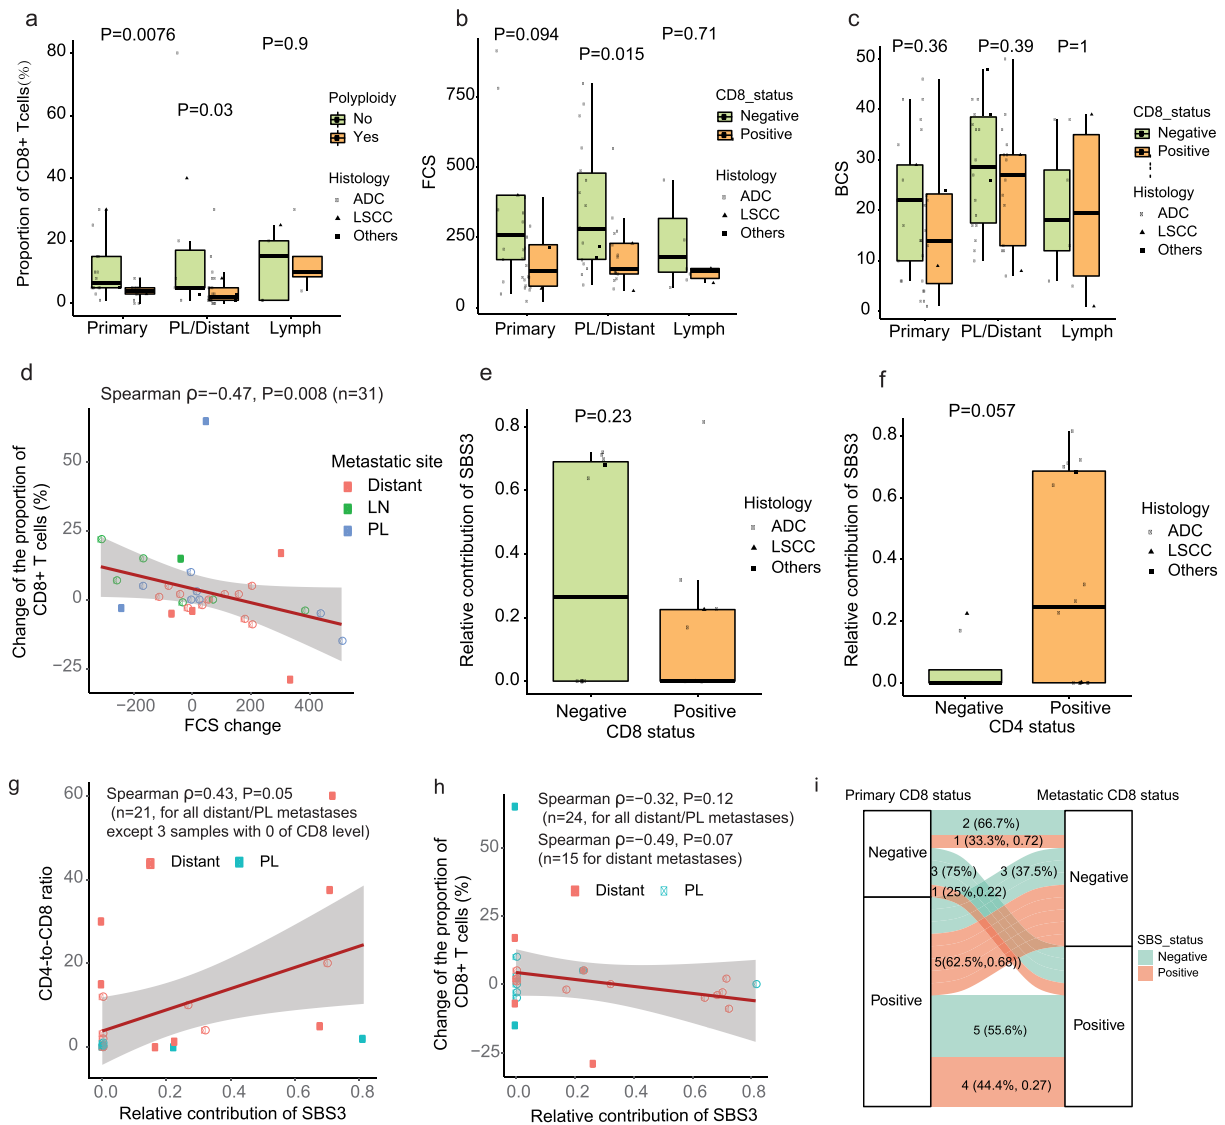 a
P=0.0076
P=0.9
P=0.03
Proportion of CD8+ Tcells(%)
80
60
40
20
0
Primary
PL/Distant
Lymph
Polyploidy
No
Yes
Histology
ADC
LSCC
Others
b
P=0.094
P=0.71
P=0.015
FCS
750
500
250
0
Primary
PL/Distant
Lymph
CD8_status
Negative
Positive
Histology
ADC
LSCC
Others
c
P=0.36
P=0.39
P=1
BCS
50
40
30
20
10
0
Primary
PL/Distant
Lymph
CD8_status
Negative
Positive
Histology
ADC
LSCC
Others
d
Spearman ρ=−0.47, P=0.008 (n=31)
Change of the proportion of
CD8+ T cells (%)
50
25
0
−25
−200
0
200
400
FCS change
Metastatic site
Distant
LN
PL
e
P=0.23
Relative contribution of SBS3
0.8
0.6
0.4
0.2
0.0
Negative
Positive
CD8 status
Histology
ADC
LSCC
Others
f
P=0.057
Relative contribution of SBS3
0.8
0.6
0.4
0.2
0.0
Negative
Positive
CD4 status
Histology
ADC
LSCC
Others
g
Spearman ρ=0.43, P=0.05
(n=21, for all distant/PL metastases
except 3 samples with 0 of CD8 level)
Distant
PL
CD4-to-CD8 ratio
60
40
20
0
0.0
0.2
0.4
0.6
0.8
Relative contribution of SBS3
h
Spearman ρ=−0.32, P=0.12
(n=24, for all distant/PL metastases)
Spearman ρ=−0.49, P=0.07
(n=15 for distant metastases)
Distant
PL
Change of the proportion of
CD8+ T cells (%)
50
25
0
−25
0.0
0.2
0.4
0.6
0.8
Relative contribution of SBS3
i
Primary CD8 status
Metastatic CD8 status
Negative
Positive
Negative
Positive
2 (66.7%)
1 (33.3%, 0.72)
3 (75%)
3 (37.5%)
1 (25%,0.22)
5(62.5%,0.68))
5 (55.6%)
4 (44.4%, 0.27)
SBS_status
Negative
Positive